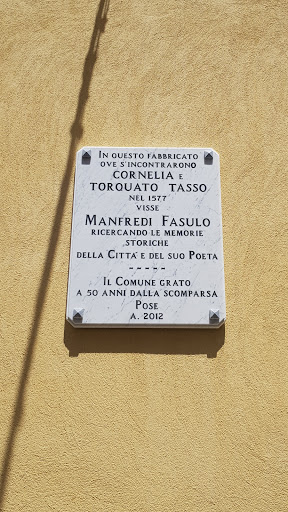 IN QUESTO FABBRICATO
OVE S'INCONTRARONO
CORNELIA E
TORQUATO TASSO
NEL 1577
VISSE
MANFREDI FASULO
RICERCANDO LE MEMORIE
STORICHE
DELLA CITTÀ E DEL SUO POETA
-----
IL COMUNE GRATO
A 50 ANNI DALLA SCOMPARSA
POSE
A. 2012